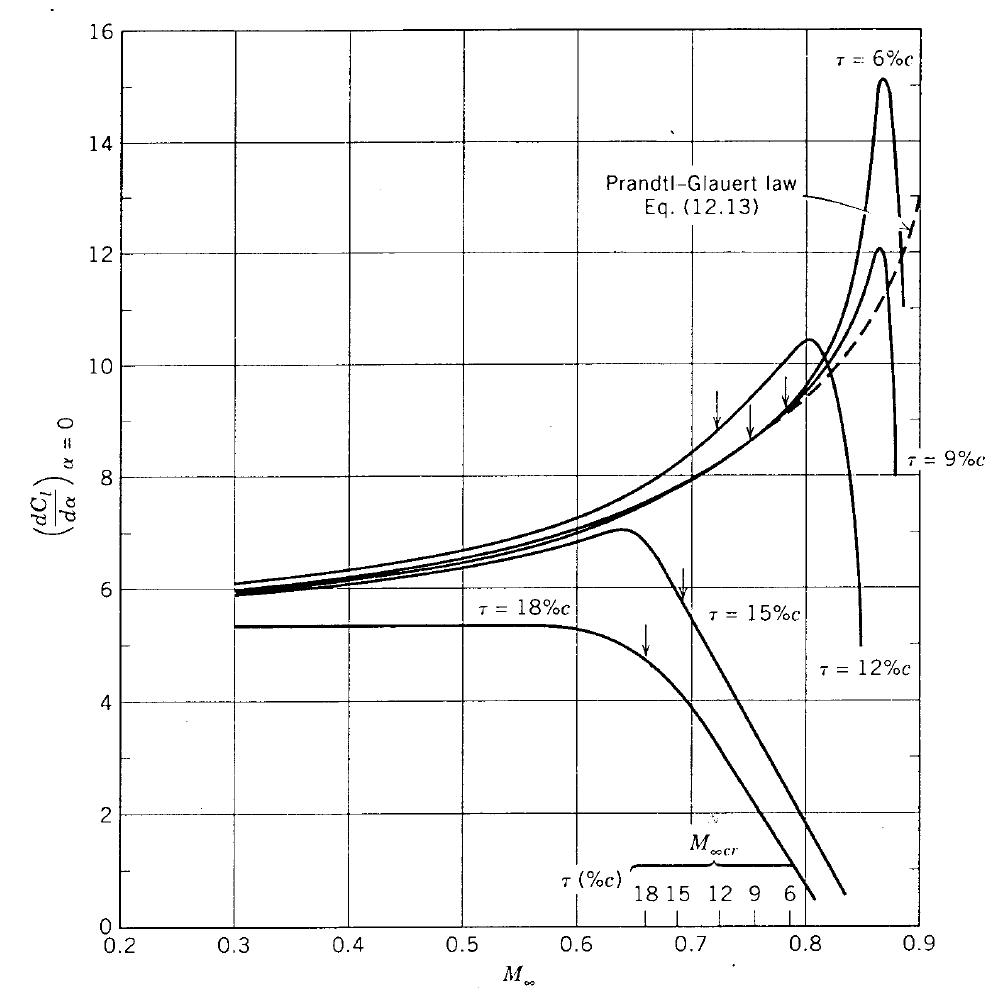 16
τ = 6%c
14
Prandtl–Glauert law
Eq. (12.13)
12
10
(dC_l/dα) α = 0
τ = 9%c
8
6
τ = 18%c
τ = 15%c
τ = 12%c
4
2
M∞cr
τ (%c)
18 15 12 9 6
0
0.2 0.3 0.4 0.5 0.6 0.7 0.8 0.9
M∞